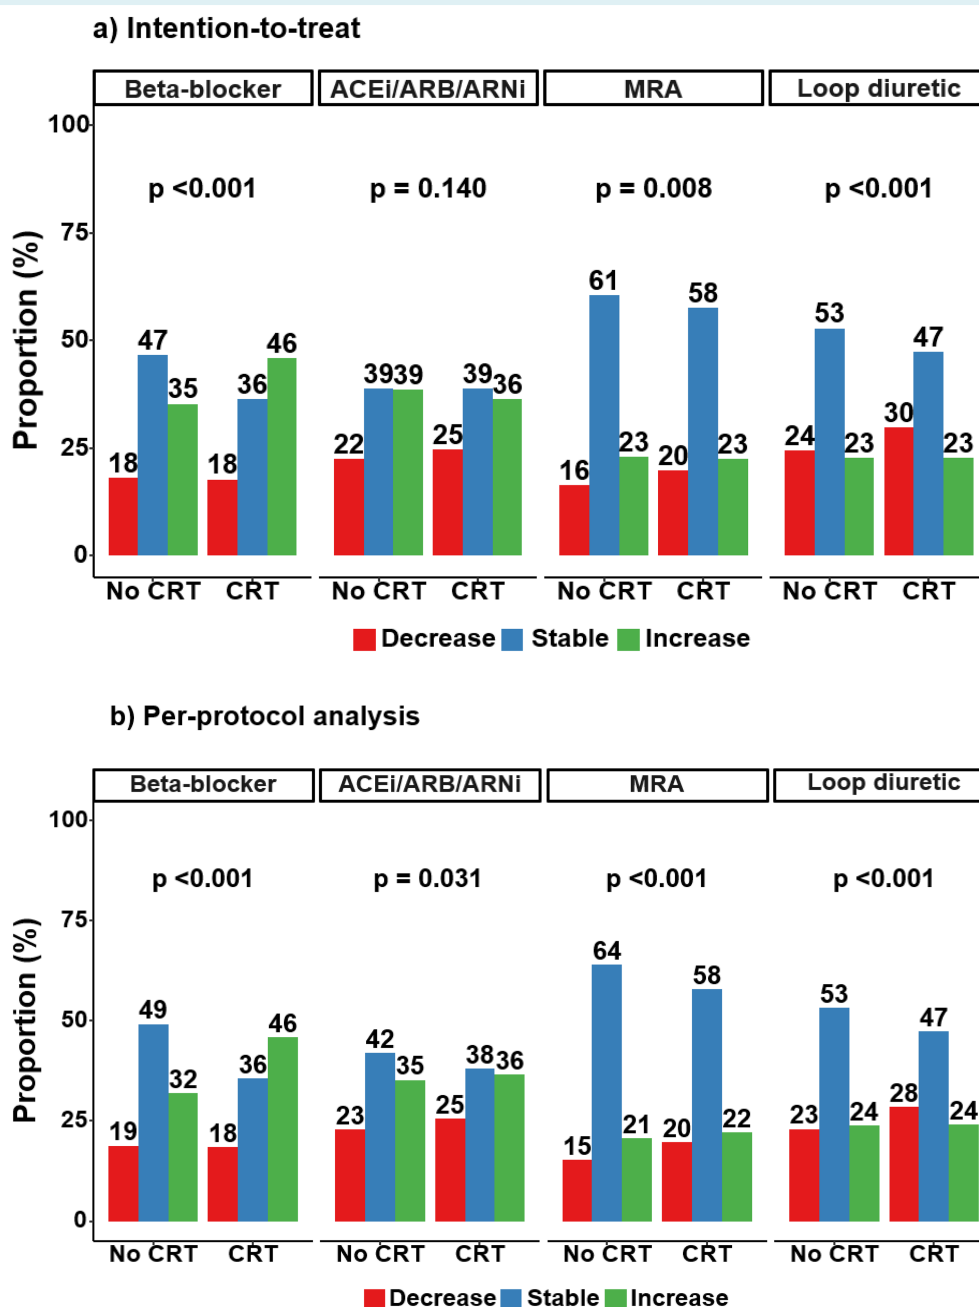 a) Intention-to-treat
Beta-blocker ACEi/ARB/ARNi MRA Loop diuretic
100
p <0.001 p = 0.140 p = 0.008 p <0.001
75
61
58
53
50
47 46 47
39 39 39
35 36 36
30
25
22 25 24
23 23 23 23
18 18 16 20
0
No CRT CRT No CRT CRT No CRT CRT No CRT CRT
Proportion (%)
Decrease Stable Increase
b) Per-protocol analysis
Beta-blocker ACEi/ARB/ARNi MRA Loop diuretic
100
p <0.001 p = 0.031 p <0.001 p <0.001
75
64
58
53
50
49 46 47
42
36 38 36
32 35
28
25
23 25 23 24 24
19 18 21 22
15 20
0
No CRT CRT No CRT CRT No CRT CRT No CRT CRT
Proportion (%)
Decrease Stable Increase